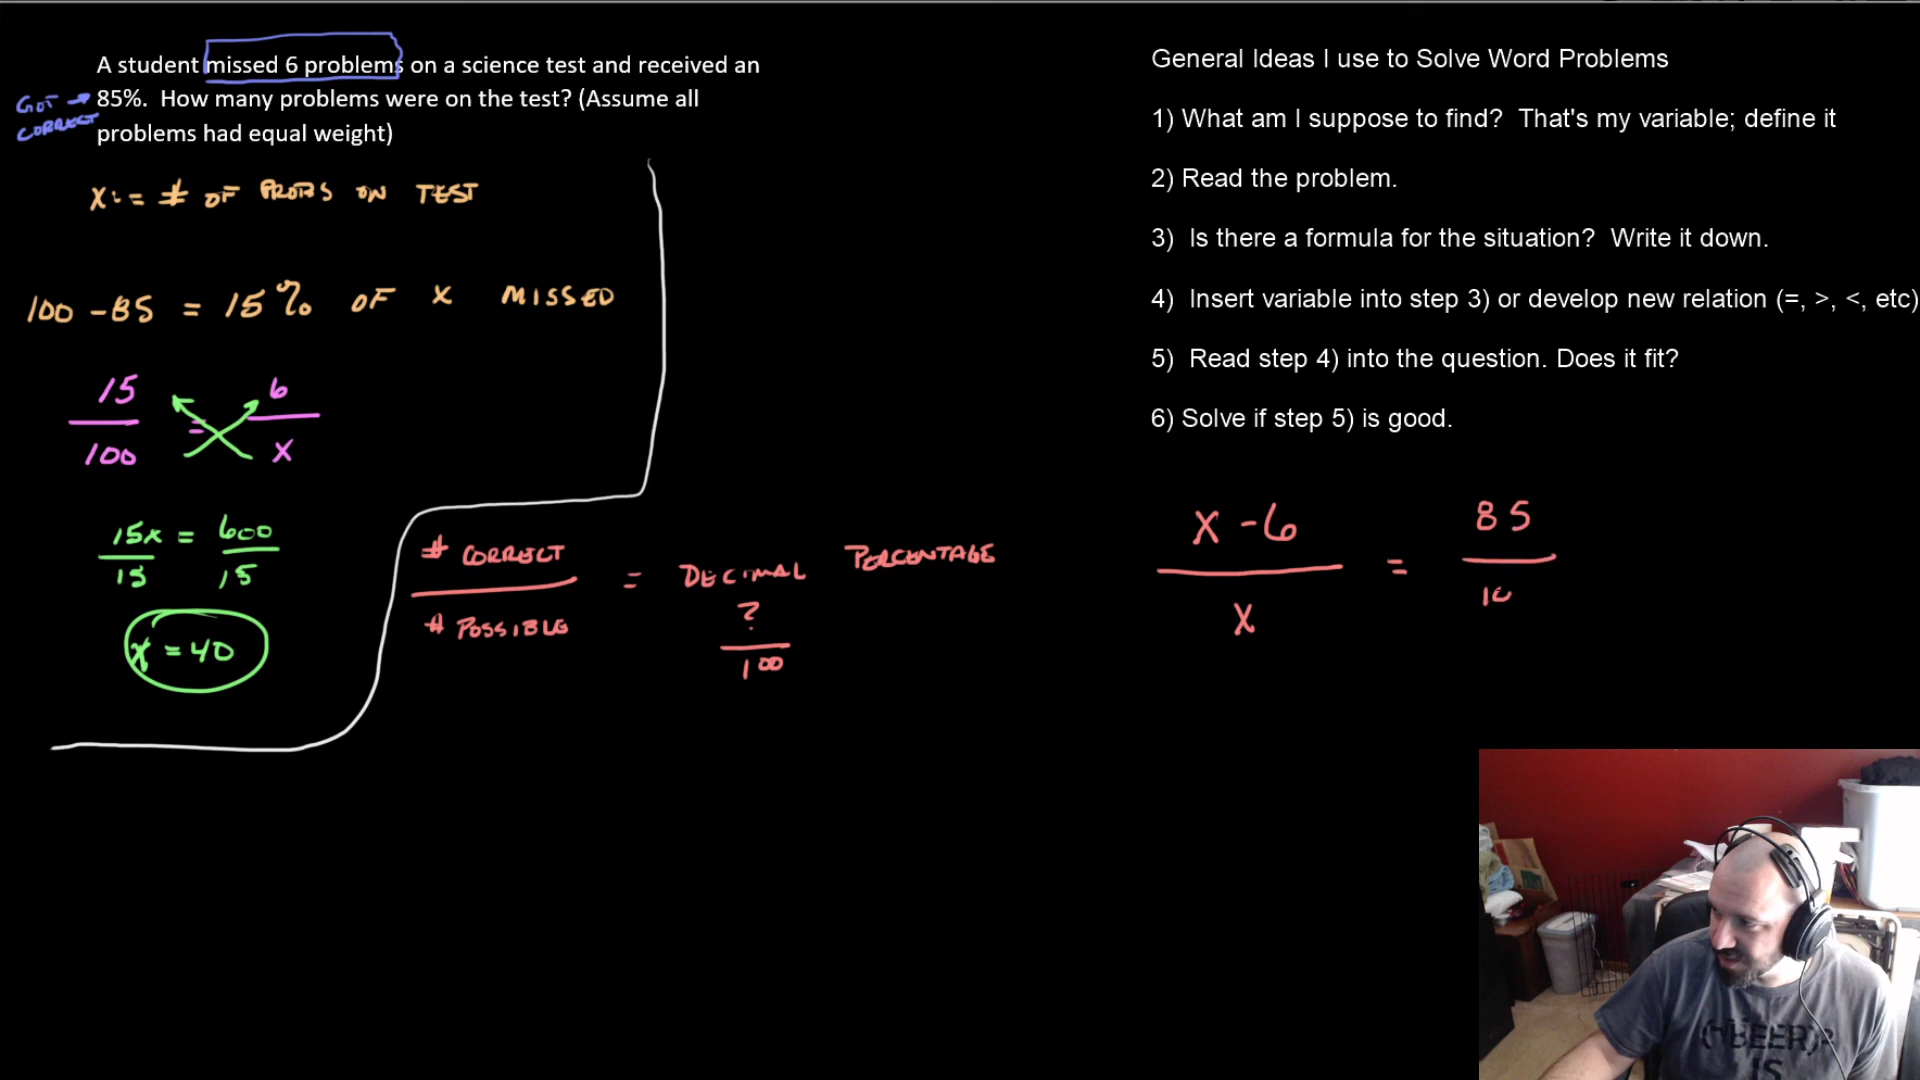 A student missed 6 problems on a science test and received an
85%. How many problems were on the test? (Assume all
problems had equal weight)
GOT →
CORRECT
x := # OF PROBS ON TEST
100 - 85 = 15% OF x MISSED
15 = 6
100 x
15x = 600
15 15
x = 40
# CORRECT = DECIMAL PERCENTAGE
# POSSIBLE
?
100
General Ideas I use to Solve Word Problems
1) What am I suppose to find? That's my variable; define it
2) Read the problem.
3) Is there a formula for the situation? Write it down.
4) Insert variable into step 3) or develop new relation (=, >, <, etc)
5) Read step 4) into the question. Does it fit?
6) Solve if step 5) is good.
x - 6 = 85
x 10
(BEER)
IS